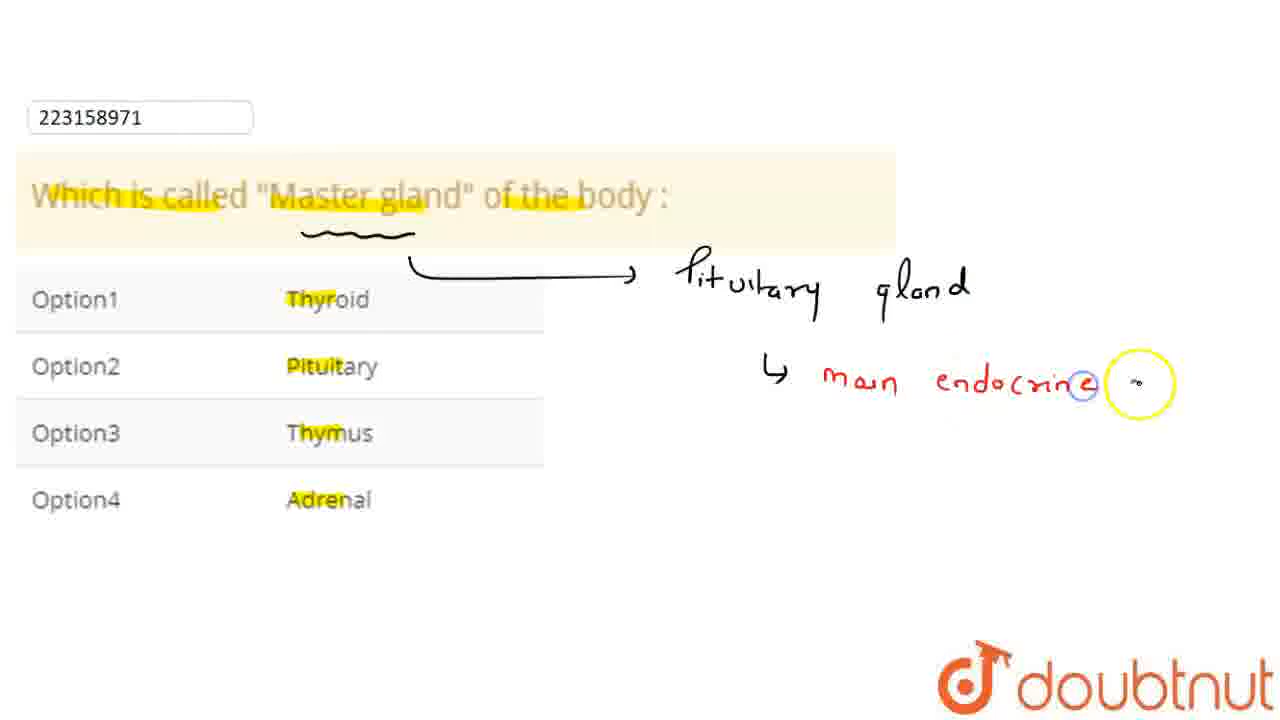 223158971
Which is called "Master gland" of the body :
Pituitary gland
Option1 Thyroid
Option2 Pituitary
main endocrine
Option3 Thymus
Option4 Adrenal
doubtnut